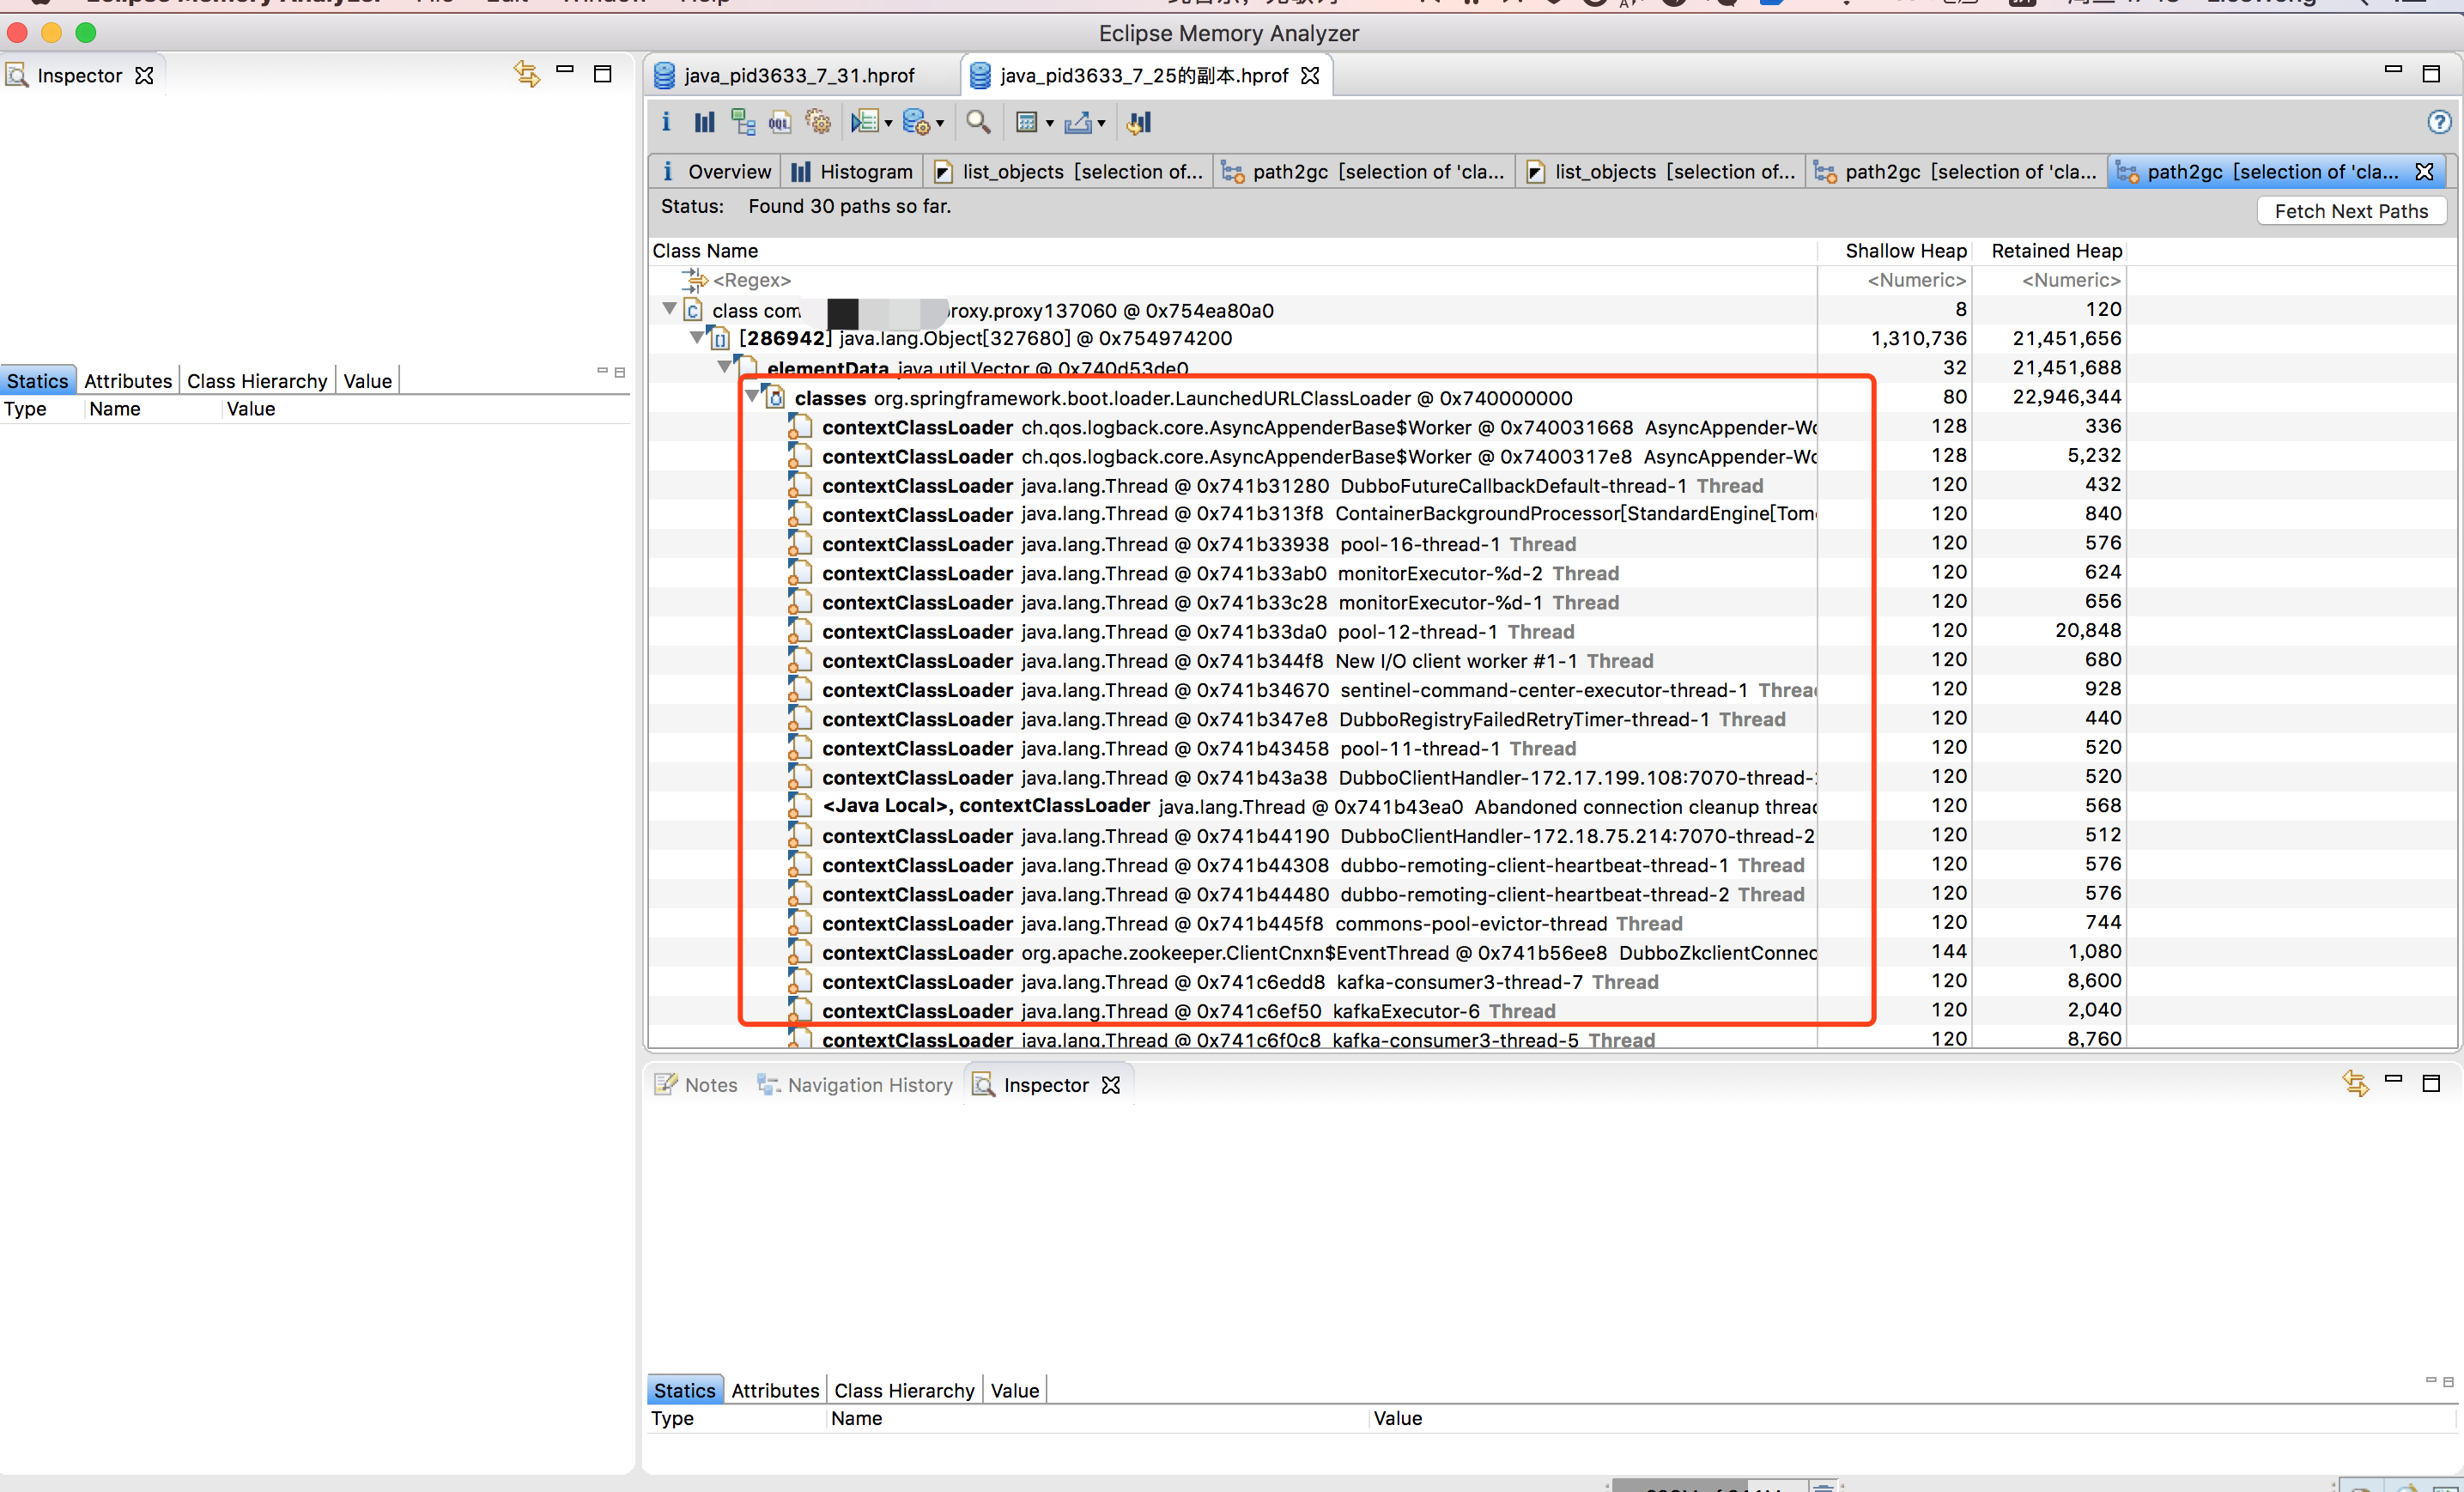 Eclipse Memory Analyzer
Inspector
java_pid3633_7_31.hprof
java_pid3633_7_25的副本.hprof
Overview
Histogram
list_objects [selection of...
path2gc [selection of 'cla...
list_objects [selection of...
path2gc [selection of 'cla...
path2gc [selection of 'cla...
Status: Found 30 paths so far.
Fetch Next Paths
Class Name Shallow Heap Retained Heap
<Regex> <Numeric> <Numeric>
class com roxy.proxy137060 @ 0x754ea80a0 8 120
[286942] java.lang.Object[327680] @ 0x754974200 1,310,736 21,451,656
elementData java.util.Vector @ 0x740d53de0 32 21,451,688
classes org.springframework.boot.loader.LaunchedURLClassLoader @ 0x740000000 80 22,946,344
contextClassLoader ch.qos.logback.core.AsyncAppenderBase$Worker @ 0x740031668 AsyncAppender-Wo 128 336
contextClassLoader ch.qos.logback.core.AsyncAppenderBase$Worker @ 0x7400317e8 AsyncAppender-Wo 128 5,232
contextClassLoader java.lang.Thread @ 0x741b31280 DubboFutureCallbackDefault-thread-1 Thread 120 432
contextClassLoader java.lang.Thread @ 0x741b313f8 ContainerBackgroundProcessor[StandardEngine[Tom 120 840
contextClassLoader java.lang.Thread @ 0x741b33938 pool-16-thread-1 Thread 120 576
contextClassLoader java.lang.Thread @ 0x741b33ab0 monitorExecutor-%d-2 Thread 120 624
contextClassLoader java.lang.Thread @ 0x741b33c28 monitorExecutor-%d-1 Thread 120 656
contextClassLoader java.lang.Thread @ 0x741b33da0 pool-12-thread-1 Thread 120 20,848
contextClassLoader java.lang.Thread @ 0x741b344f8 New I/O client worker #1-1 Thread 120 680
contextClassLoader java.lang.Thread @ 0x741b34670 sentinel-command-center-executor-thread-1 Threa 120 928
contextClassLoader java.lang.Thread @ 0x741b347e8 DubboRegistryFailedRetryTimer-thread-1 Thread 120 440
contextClassLoader java.lang.Thread @ 0x741b43458 pool-11-thread-1 Thread 120 520
contextClassLoader java.lang.Thread @ 0x741b43a38 DubboClientHandler-172.17.199.108:7070-thread- 120 520
<Java Local>, contextClassLoader java.lang.Thread @ 0x741b43ea0 Abandoned connection cleanup threa 120 568
contextClassLoader java.lang.Thread @ 0x741b44190 DubboClientHandler-172.18.75.214:7070-thread-2 120 512
contextClassLoader java.lang.Thread @ 0x741b44308 dubbo-remoting-client-heartbeat-thread-1 Thread 120 576
contextClassLoader java.lang.Thread @ 0x741b44480 dubbo-remoting-client-heartbeat-thread-2 Thread 120 576
contextClassLoader java.lang.Thread @ 0x741b445f8 commons-pool-evictor-thread Thread 120 744
contextClassLoader org.apache.zookeeper.ClientCnxn$EventThread @ 0x741b56ee8 DubboZkclientConnec 144 1,080
contextClassLoader java.lang.Thread @ 0x741c6edd8 kafka-consumer3-thread-7 Thread 120 8,600
contextClassLoader java.lang.Thread @ 0x741c6ef50 kafkaExecutor-6 Thread 120 2,040
contextClassLoader java.lang.Thread @ 0x741c6f0c8 kafka-consumer3-thread-5 Thread 120 8,760
Statics Attributes Class Hierarchy Value
Type Name Value
Notes Navigation History Inspector
Statics Attributes Class Hierarchy Value
Type Name Value